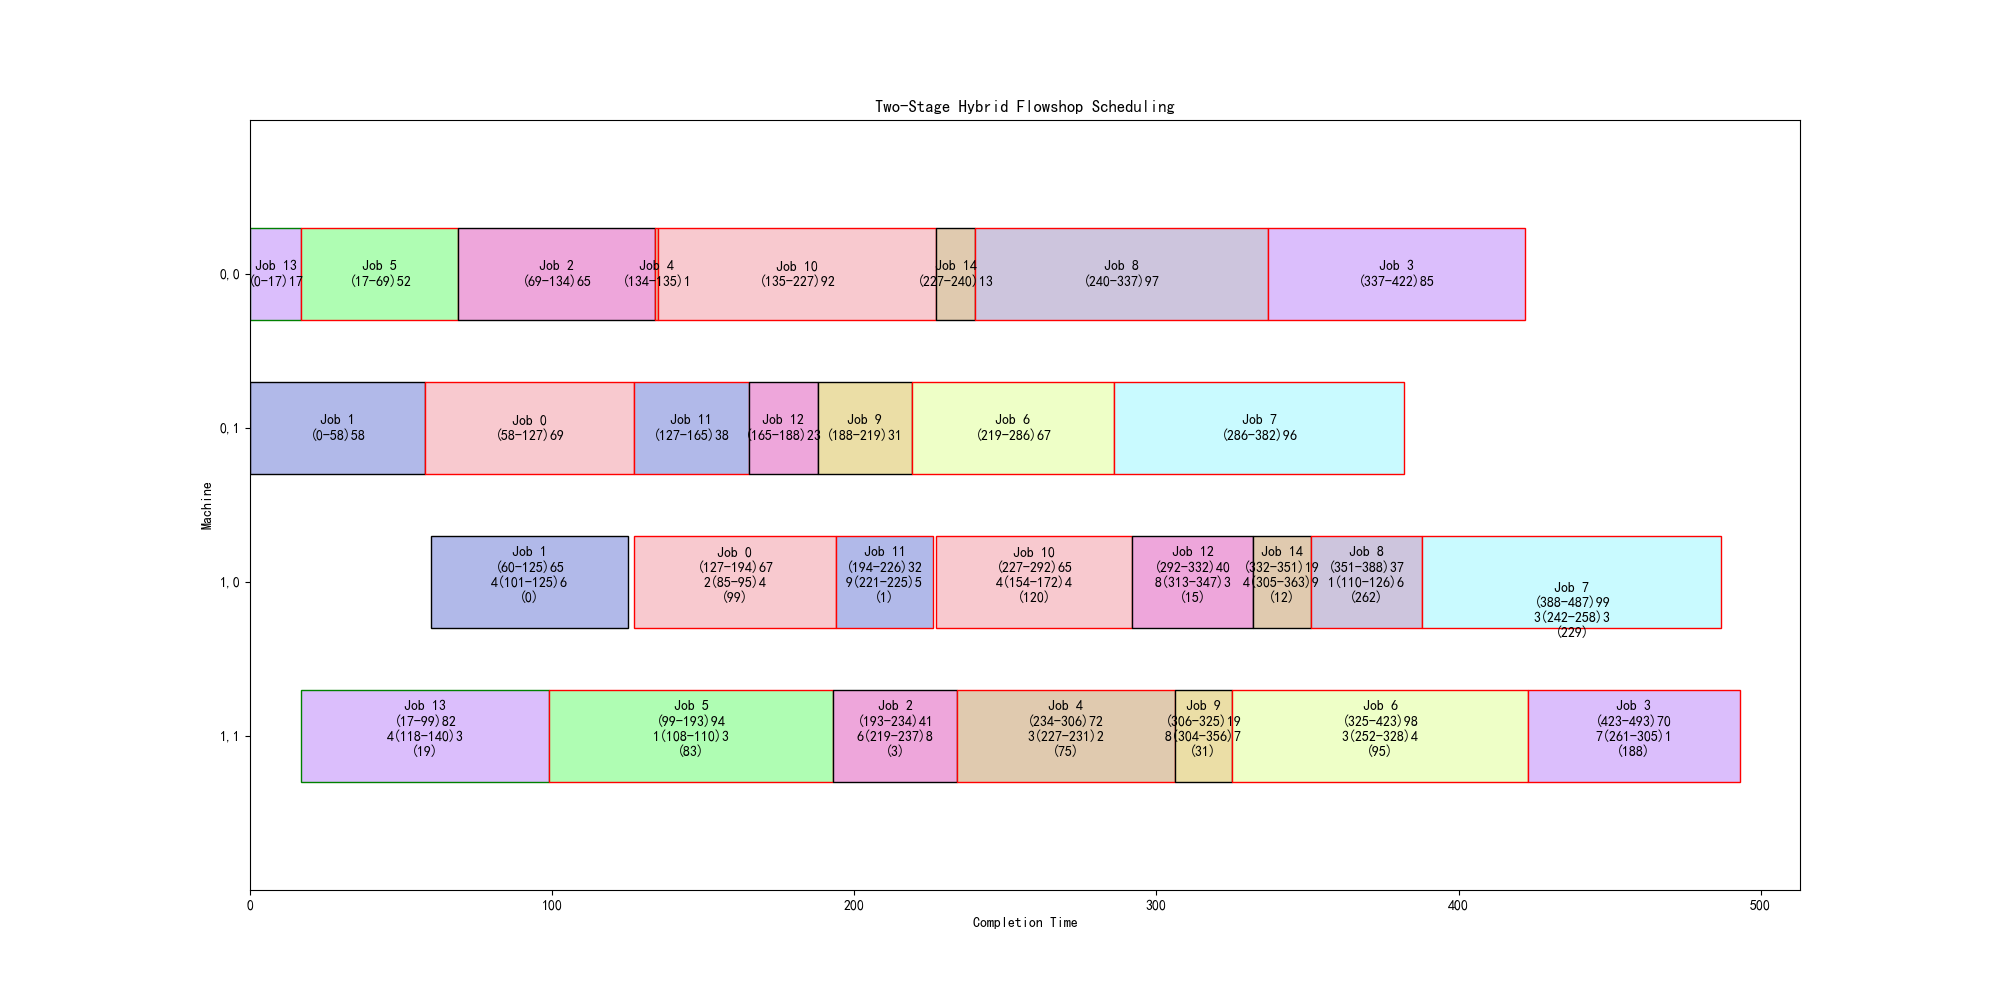 Two-Stage Hybrid Flowshop Scheduling
0,0
Job 13
(0-17)17
Job 5
(17-69)52
Job 2
(69-134)65
Job 4
(134-135)1
Job 10
(135-227)92
Job 14
(227-240)13
Job 8
(240-337)97
Job 3
(337-422)85
0,1
Job 1
(0-58)58
Job 0
(58-127)69
Job 11
(127-165)38
Job 12
(165-188)23
Job 9
(188-219)31
Job 6
(219-286)67
Job 7
(286-382)96
Machine
1,0
Job 1
(60-125)65
4(101-125)6
(0)
Job 0
(127-194)67
2(85-95)4
(99)
Job 11
(194-226)32
9(221-225)5
(1)
Job 10
(227-292)65
4(154-172)4
(120)
Job 12
(292-332)40
8(313-347)3
(15)
Job 14
(332-351)19
4(305-363)9
(12)
Job 8
(351-388)37
1(110-126)6
(262)
Job 7
(388-487)99
3(242-258)3
(229)
1,1
Job 13
(17-99)82
4(118-140)3
(19)
Job 5
(99-193)94
1(108-110)3
(83)
Job 2
(193-234)41
6(219-237)8
(3)
Job 4
(234-306)72
3(227-231)2
(75)
Job 9
(306-325)19
8(304-356)7
(31)
Job 6
(325-423)98
3(252-328)4
(95)
Job 3
(423-493)70
7(261-305)1
(188)
0
100
200
300
400
500
Completion Time